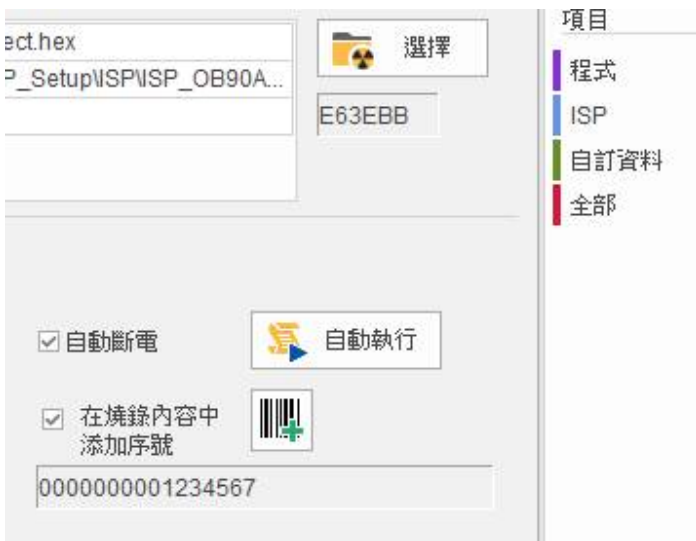 ect.hex
選擇
P_Setup\ISP\ISP_OB90A...
E63EBB
自動斷電
自動執行
在燒錄內容中
添加序號
0000000001234567
項目
程式
ISP
自訂資料
全部